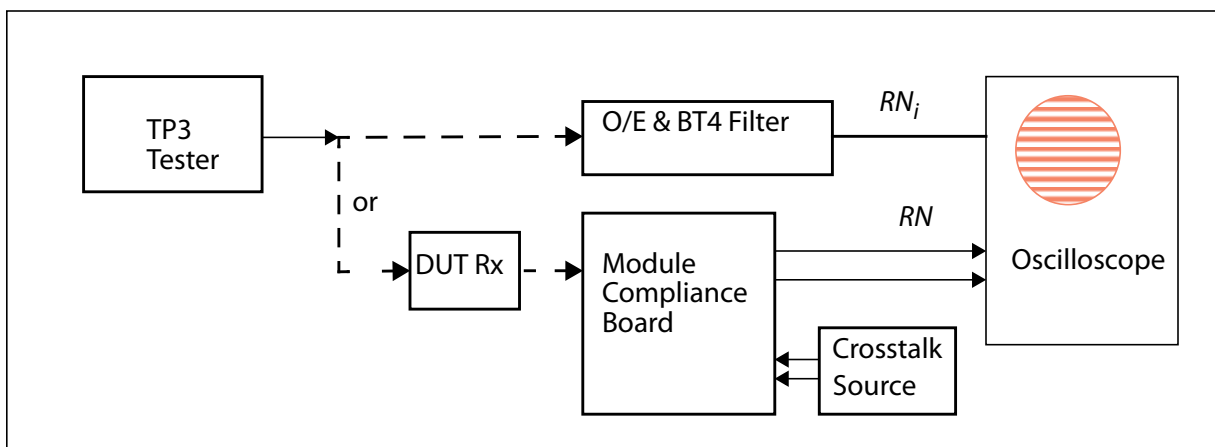 TP3
Tester
or
O/E & BT4 Filter
RNi
DUT Rx
Module
Compliance
Board
RN
Crosstalk
Source
Oscilloscope